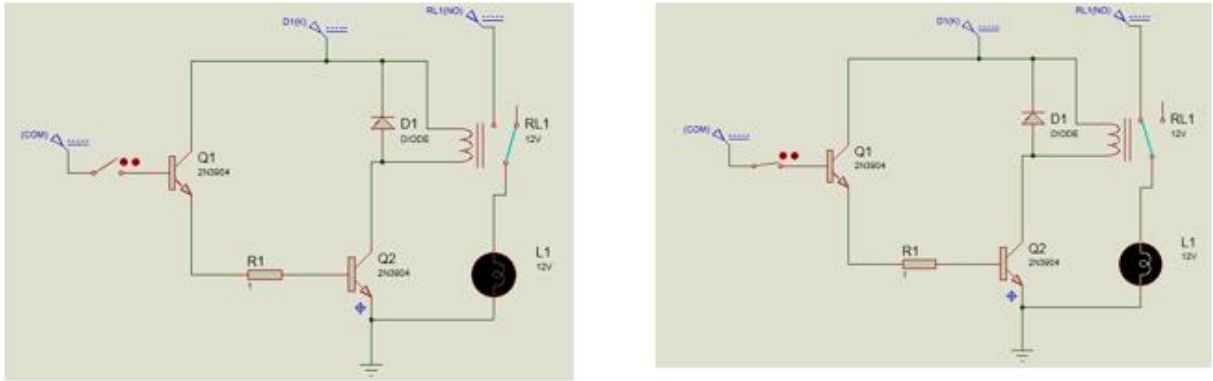 D1(K)
RL1(NO)
(COM)
Q1
2N3904
D1
DIODE
RL1
12V
R1
1
Q2
2N3904
L1
12V
D1(K)
RL1(NO)
(COM)
Q1
2N3904
D1
DIODE
RL1
12V
R1
1
Q2
2N3904
L1
12V